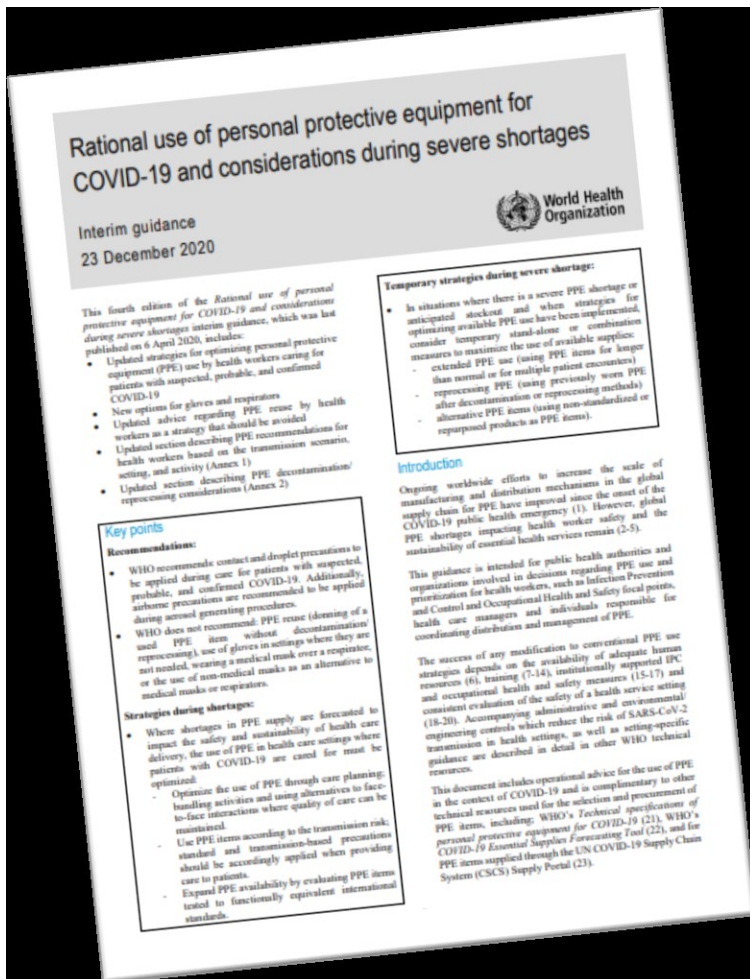 Rational use of personal protective equipment for
COVID-19 and considerations during severe shortages
Interim guidance
23 December 2020
World Health
Organization
This fourth edition of the Rational use of personal
protective equipment for COVID-19 and considerations
during severe shortages interim guidance, which was last
published on 6 April 2020, includes:
• Updated strategies for optimizing personal protective
equipment (PPE) use by health workers caring for
patients with suspected, probable, and confirmed
COVID-19
• New options for gloves and respirators
• Updated advice regarding PPE reuse by health
workers as a strategy that should be avoided
• Updated section describing PPE recommendations for
health workers based on the transmission scenario,
setting, and activity (Annex 1)
• Updated section describing PPE decontamination/
reprocessing considerations (Annex 2)
Key points
Recommendations:
• WHO recommends: contact and droplet precautions to
be applied during care for patients with suspected,
probable, and confirmed COVID-19. Additionally,
airborne precautions are recommended to be applied
during aerosol generating procedures.
• WHO does not recommend: PPE reuse (donning of a
used PPE item without decontamination/
reprocessing), use of gloves in settings where they are
not needed, wearing a medical mask over a respirator,
or the use of non-medical masks as an alternative to
medical masks or respirators.
Strategies during shortages:
• Where shortages in PPE supply are forecasted to
impact the safety and sustainability of health care
delivery, the use of PPE in health care settings where
patients with COVID-19 are cared for must be
optimized:
- Optimize the use of PPE through care planning;
bundling activities and using alternatives to face-
to-face interactions where quality of care can be
maintained.
- Use PPE items according to the transmission risk;
standard and transmission-based precautions
should be accordingly applied when providing
care to patients.
- Expand PPE availability by evaluating PPE items
tested to functionally equivalent international
standards.
Temporary strategies during severe shortage:
• In situations where there is a severe PPE shortage or
anticipated stockout and when strategies for
optimizing available PPE use have been implemented,
consider temporary stand-alone or combination
measures to maximize the use of available supplies:
- extended PPE use (using PPE items for longer
than normal or for multiple patient encounters)
- reprocessing PPE (using previously worn PPE
after decontamination or reprocessing methods)
- alternative PPE items (using non-standardized or
repurposed products as PPE items).
Introduction
Ongoing worldwide efforts to increase the scale of
manufacturing and distribution mechanisms in the global
supply chain for PPE have improved since the onset of the
COVID-19 public health emergency (1). However, global
PPE shortages impacting health worker safety and the
sustainability of essential health services remain (2-5).
This guidance is intended for public health authorities and
organizations involved in decisions regarding PPE use and
prioritization for health workers, such as Infection Prevention
and Control and Occupational Health and Safety focal points,
health care managers and individuals responsible for
coordinating distribution and management of PPE.
The success of any modification to conventional PPE use
strategies depends on the availability of adequate human
resources (6), training (7-14), institutionally supported IPC
and occupational health and safety measures (15-17) and
consistent evaluation of the safety of a health service setting
(18-20). Accompanying administrative and environmental/
engineering controls which reduce the risk of SARS-CoV-2
transmission in health settings, as well as setting-specific
guidance are described in detail in other WHO technical
resources.
This document includes operational advice for the use of PPE
in the context of COVID-19 and is complimentary to other
technical resources used for the selection and procurement of
PPE items, including; WHO's Technical specifications of
personal protective equipment for COVID-19 (21), WHO's
COVID-19 Essential Supplies Forecasting Tool (22), and for
PPE items supplied through the UN COVID-19 Supply Chain
System (CSCS) Supply Portal (23).